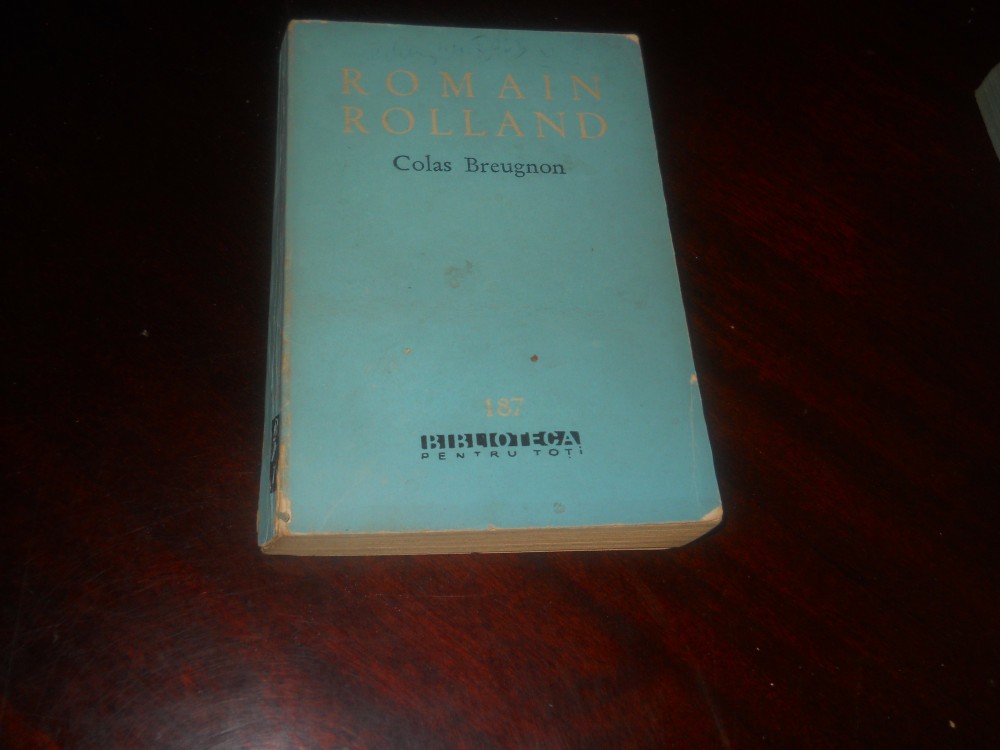 ROMAIN
ROLLAND
Colas Breugnon
187
BIBLIOTECA
PENTRU TOȚI